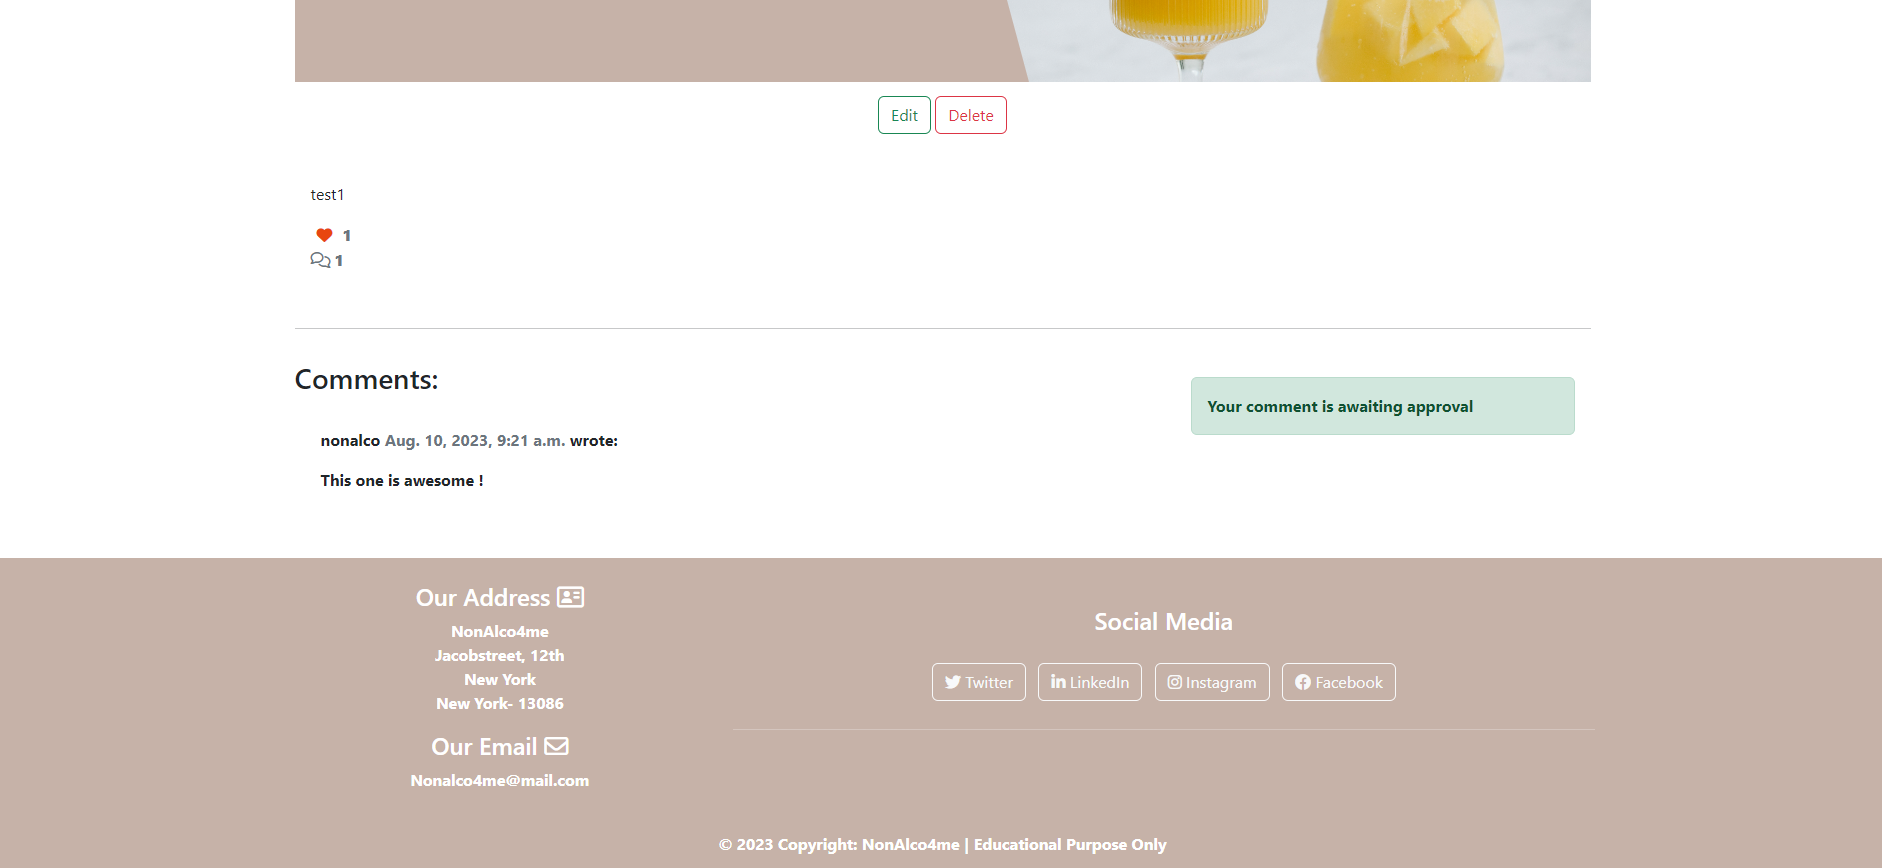 Edit Delete
test1
1
1
Comments:
Your comment is awaiting approval
nonalco Aug. 10, 2023, 9:21 a.m. wrote:
This one is awesome !
Our Address
NonAlco4me
Jacobstreet, 12th
New York
New York- 13086
Our Email
Nonalco4me@mail.com
Social Media
Twitter LinkedIn Instagram Facebook
© 2023 Copyright: NonAlco4me | Educational Purpose Only